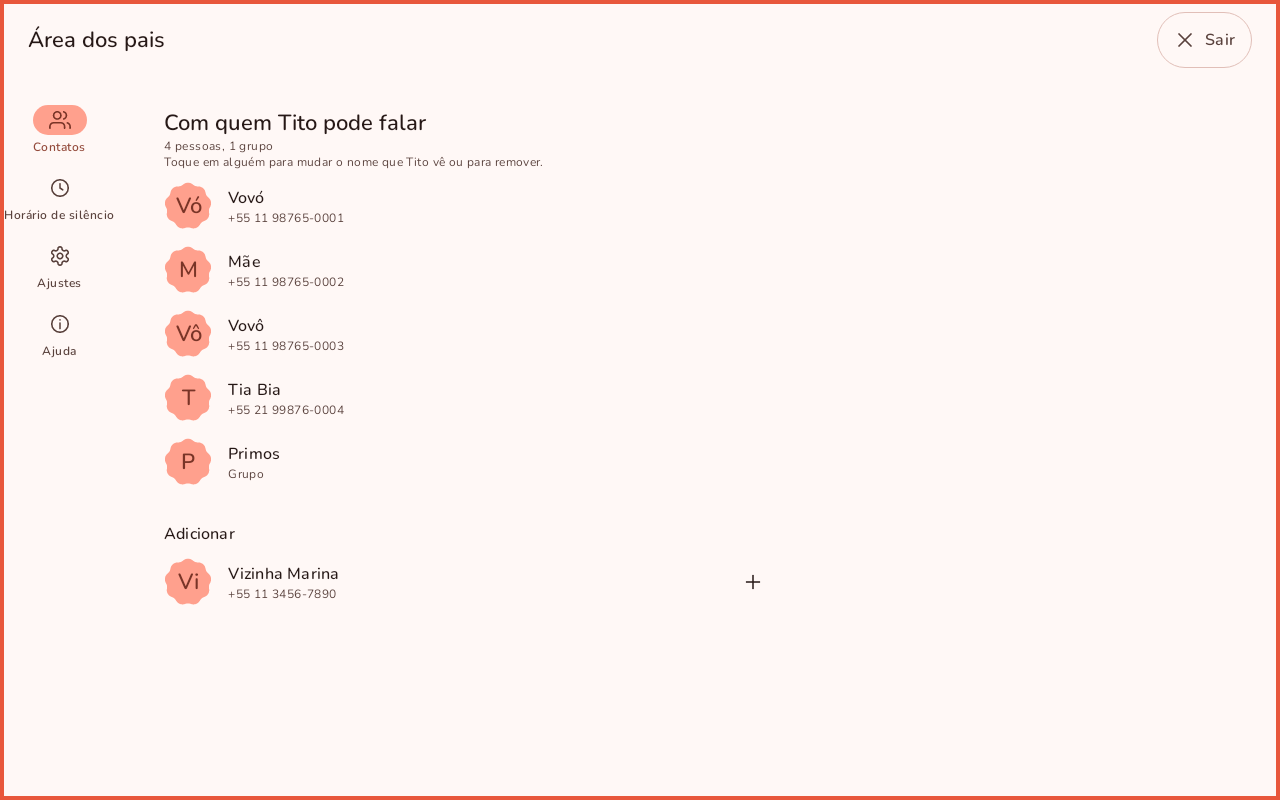 Área dos pais
Sair
Contatos
Horário de silêncio
Ajustes
Ajuda
Com quem Tito pode falar
4 pessoas, 1 grupo
Toque em alguém para mudar o nome que Tito vê ou para remover.
Vó
Vovó
+55 11 98765-0001
M
Mãe
+55 11 98765-0002
Vô
Vovô
+55 11 98765-0003
T
Tia Bia
+55 21 99876-0004
P
Primos
Grupo
Adicionar
Vi
Vizinha Marina
+55 11 3456-7890